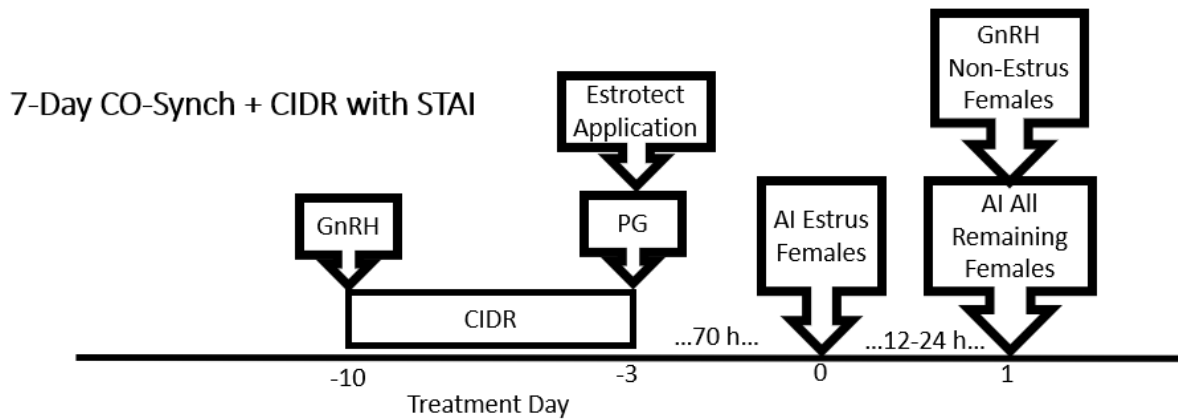 7-Day CO-Synch + CIDR with STAI
GnRH
Estrotect
Application
PG
CIDR
AI Estrus
Females
GnRH
Non-Estrus
Females
AI All
Remaining
Females
...70 h...
...12-24 h...
-10
-3
0
1
Treatment Day